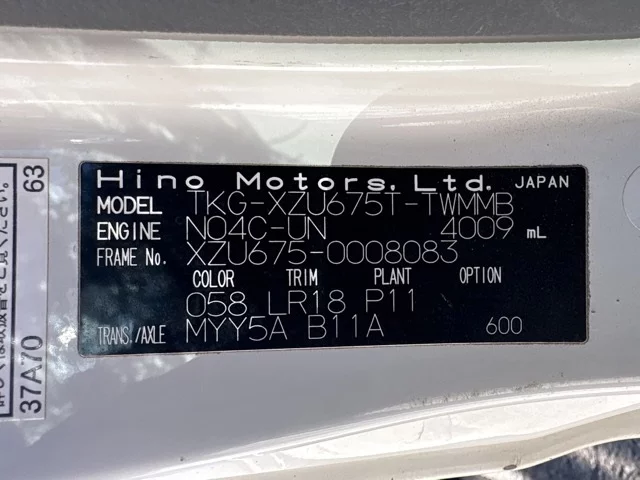 Hino Motors, Ltd. JAPAN
MODEL TKG-XZU675T-TWMMB
ENGINE N04C-UN 4009 mL
FRAME No. XZU675-0008083
COLOR TRIM PLANT OPTION
058 LR18 P11
TRANS./AXLE MYY5A B11A 600
63
37A70